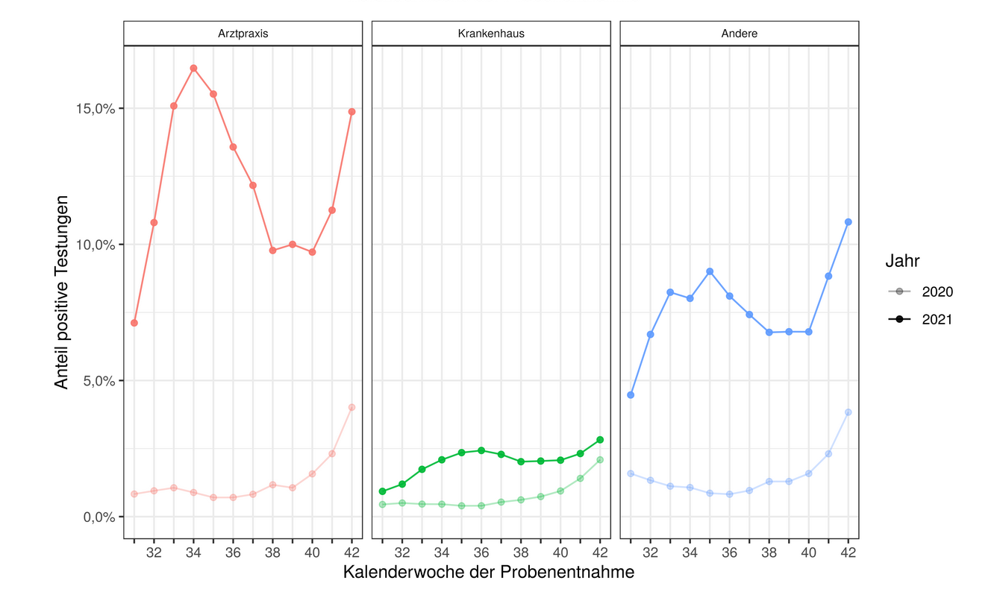 Arztpraxis
Krankenhaus
Andere
Anteil positive Testungen
15,0%
10,0%
5,0%
0,0%
32 34 36 38 40 42
32 34 36 38 40 42
32 34 36 38 40 42
Kalenderwoche der Probenentnahme
Jahr
2020
2021